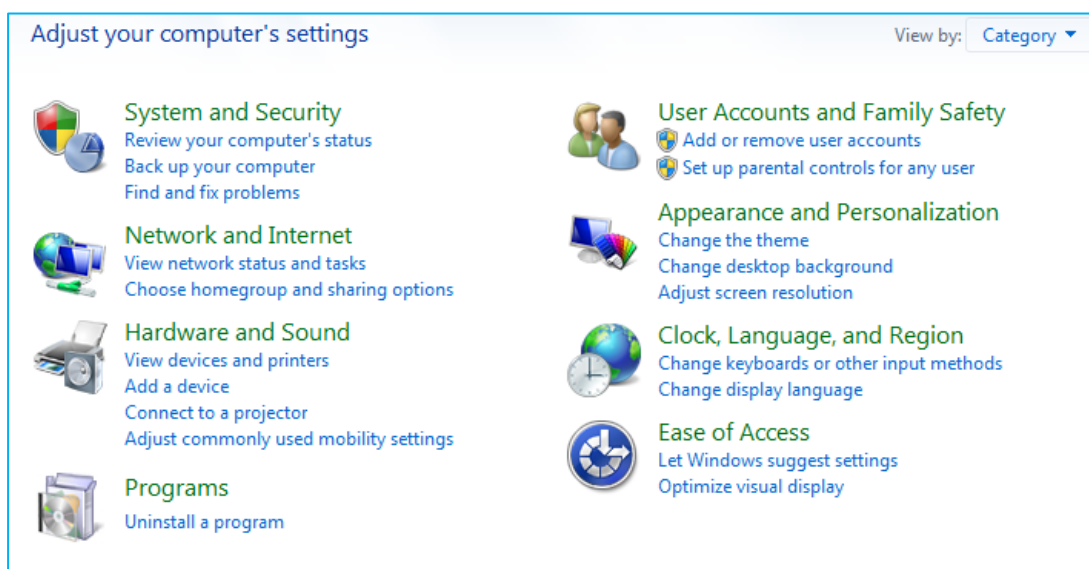 Adjust your computer's settings
View by: Category
System and Security
Review your computer's status
Back up your computer
Find and fix problems
Network and Internet
View network status and tasks
Choose homegroup and sharing options
Hardware and Sound
View devices and printers
Add a device
Connect to a projector
Adjust commonly used mobility settings
Programs
Uninstall a program
User Accounts and Family Safety
Add or remove user accounts
Set up parental controls for any user
Appearance and Personalization
Change the theme
Change desktop background
Adjust screen resolution
Clock, Language, and Region
Change keyboards or other input methods
Change display language
Ease of Access
Let Windows suggest settings
Optimize visual display